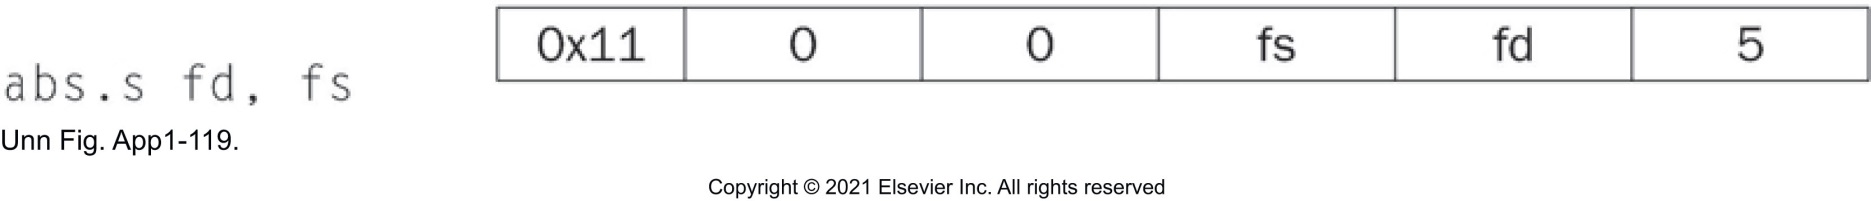 0x11 0 0 fs fd 5
abs.s fd, fs
Unn Fig. App1-119.
Copyright © 2021 Elsevier Inc. All rights reserved